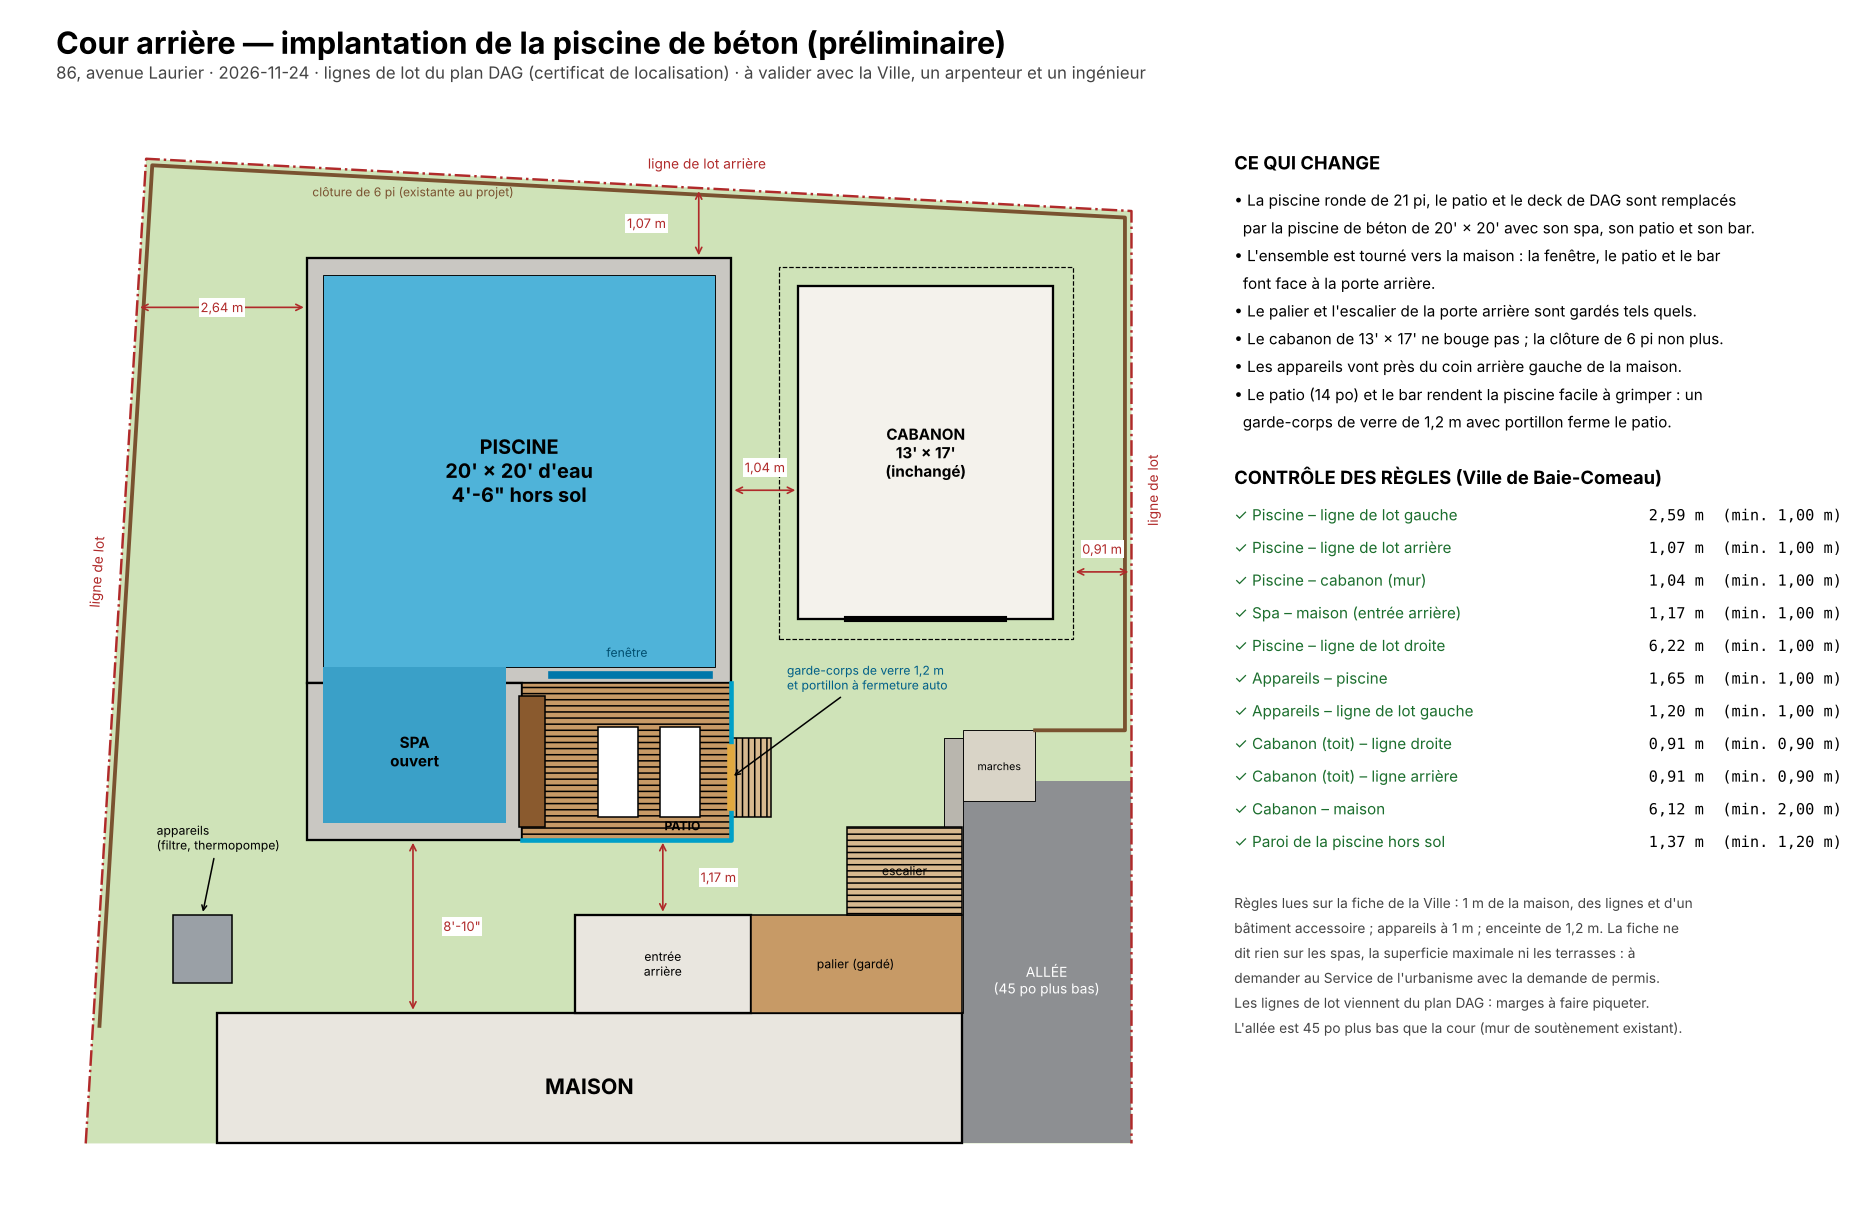 Cour arrière — implantation de la piscine de béton (préliminaire)
86, avenue Laurier · 2026-11-24 · lignes de lot du plan DAG (certificat de localisation) · à valider avec la Ville, un arpenteur et un ingénieur
ligne de lot arrière
clôture de 6 pi (existante au projet)
1,07 m
2,64 m
PISCINE
20' × 20' d'eau
4'-6" hors sol
CABANON
13' × 17'
(inchangé)
1,04 m
ligne de lot
0,91 m
ligne de lot
fenêtre
garde-corps de verre 1,2 m
et portillon à fermeture auto
SPA
ouvert
marches
PATIO
appareils
(filtre, thermopompe)
1,17 m
escalier
8'-10"
entrée
arrière
palier (gardé)
ALLÉE
(45 po plus bas)
MAISON
CE QUI CHANGE
• La piscine ronde de 21 pi, le patio et le deck de DAG sont remplacés
par la piscine de béton de 20' × 20' avec son spa, son patio et son bar.
• L'ensemble est tourné vers la maison : la fenêtre, le patio et le bar
font face à la porte arrière.
• Le palier et l'escalier de la porte arrière sont gardés tels quels.
• Le cabanon de 13' × 17' ne bouge pas ; la clôture de 6 pi non plus.
• Les appareils vont près du coin arrière gauche de la maison.
• Le patio (14 po) et le bar rendent la piscine facile à grimper : un
garde-corps de verre de 1,2 m avec portillon ferme le patio.
CONTRÔLE DES RÈGLES (Ville de Baie-Comeau)
✓ Piscine – ligne de lot gauche 2,59 m (min. 1,00 m)
✓ Piscine – ligne de lot arrière 1,07 m (min. 1,00 m)
✓ Piscine – cabanon (mur) 1,04 m (min. 1,00 m)
✓ Spa – maison (entrée arrière) 1,17 m (min. 1,00 m)
✓ Piscine – ligne de lot droite 6,22 m (min. 1,00 m)
✓ Appareils – piscine 1,65 m (min. 1,00 m)
✓ Appareils – ligne de lot gauche 1,20 m (min. 1,00 m)
✓ Cabanon (toit) – ligne droite 0,91 m (min. 0,90 m)
✓ Cabanon (toit) – ligne arrière 0,91 m (min. 0,90 m)
✓ Cabanon – maison 6,12 m (min. 2,00 m)
✓ Paroi de la piscine hors sol 1,37 m (min. 1,20 m)
Règles lues sur la fiche de la Ville : 1 m de la maison, des lignes et d'un
bâtiment accessoire ; appareils à 1 m ; enceinte de 1,2 m. La fiche ne
dit rien sur les spas, la superficie maximale ni les terrasses : à
demander au Service de l'urbanisme avec la demande de permis.
Les lignes de lot viennent du plan DAG : marges à faire piqueter.
L'allée est 45 po plus bas que la cour (mur de soutènement existant).